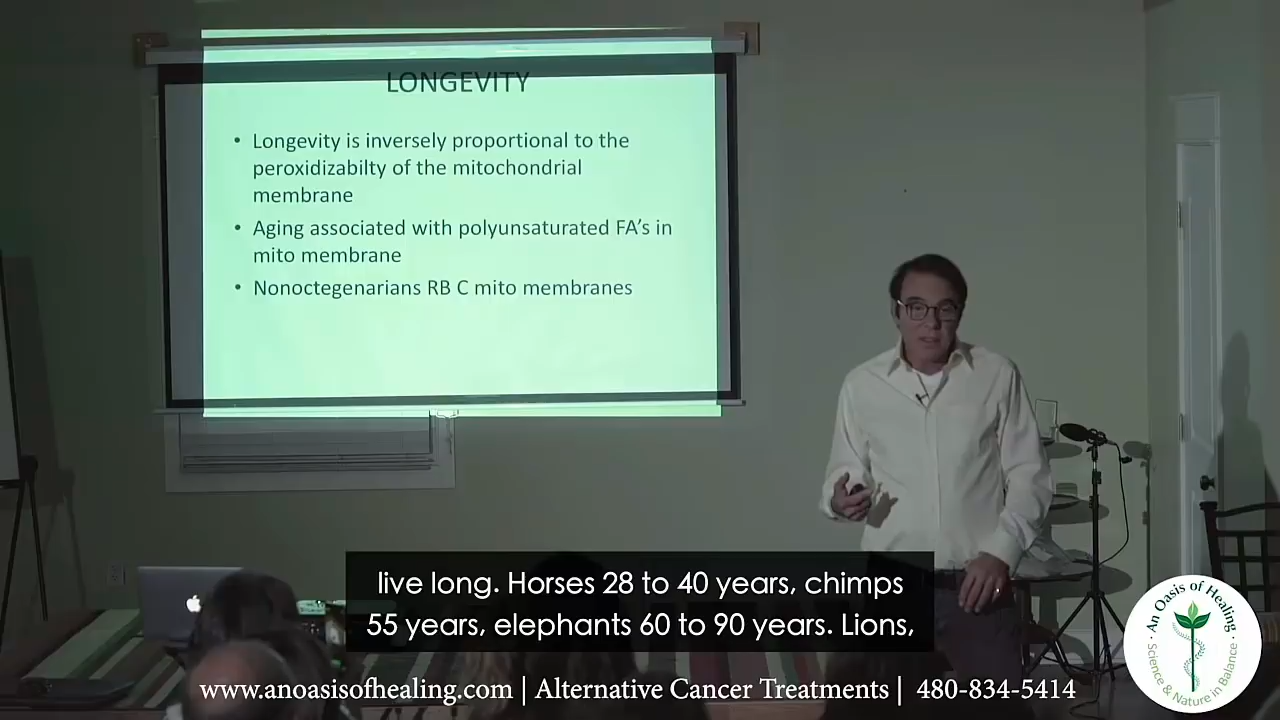 LONGEVITY
• Longevity is inversely proportional to the
peroxidizabilty of the mitochondrial
membrane
• Aging associated with polyunsaturated FA's in
mito membrane
• Nonoctegenarians RB C mito membranes
live long. Horses 28 to 40 years, chimps
55 years, elephants 60 to 90 years. Lions,
An Oasis of Healing
Science & Nature in Balance
www.anoasisofhealing.com | Alternative Cancer Treatments | 480-834-5414